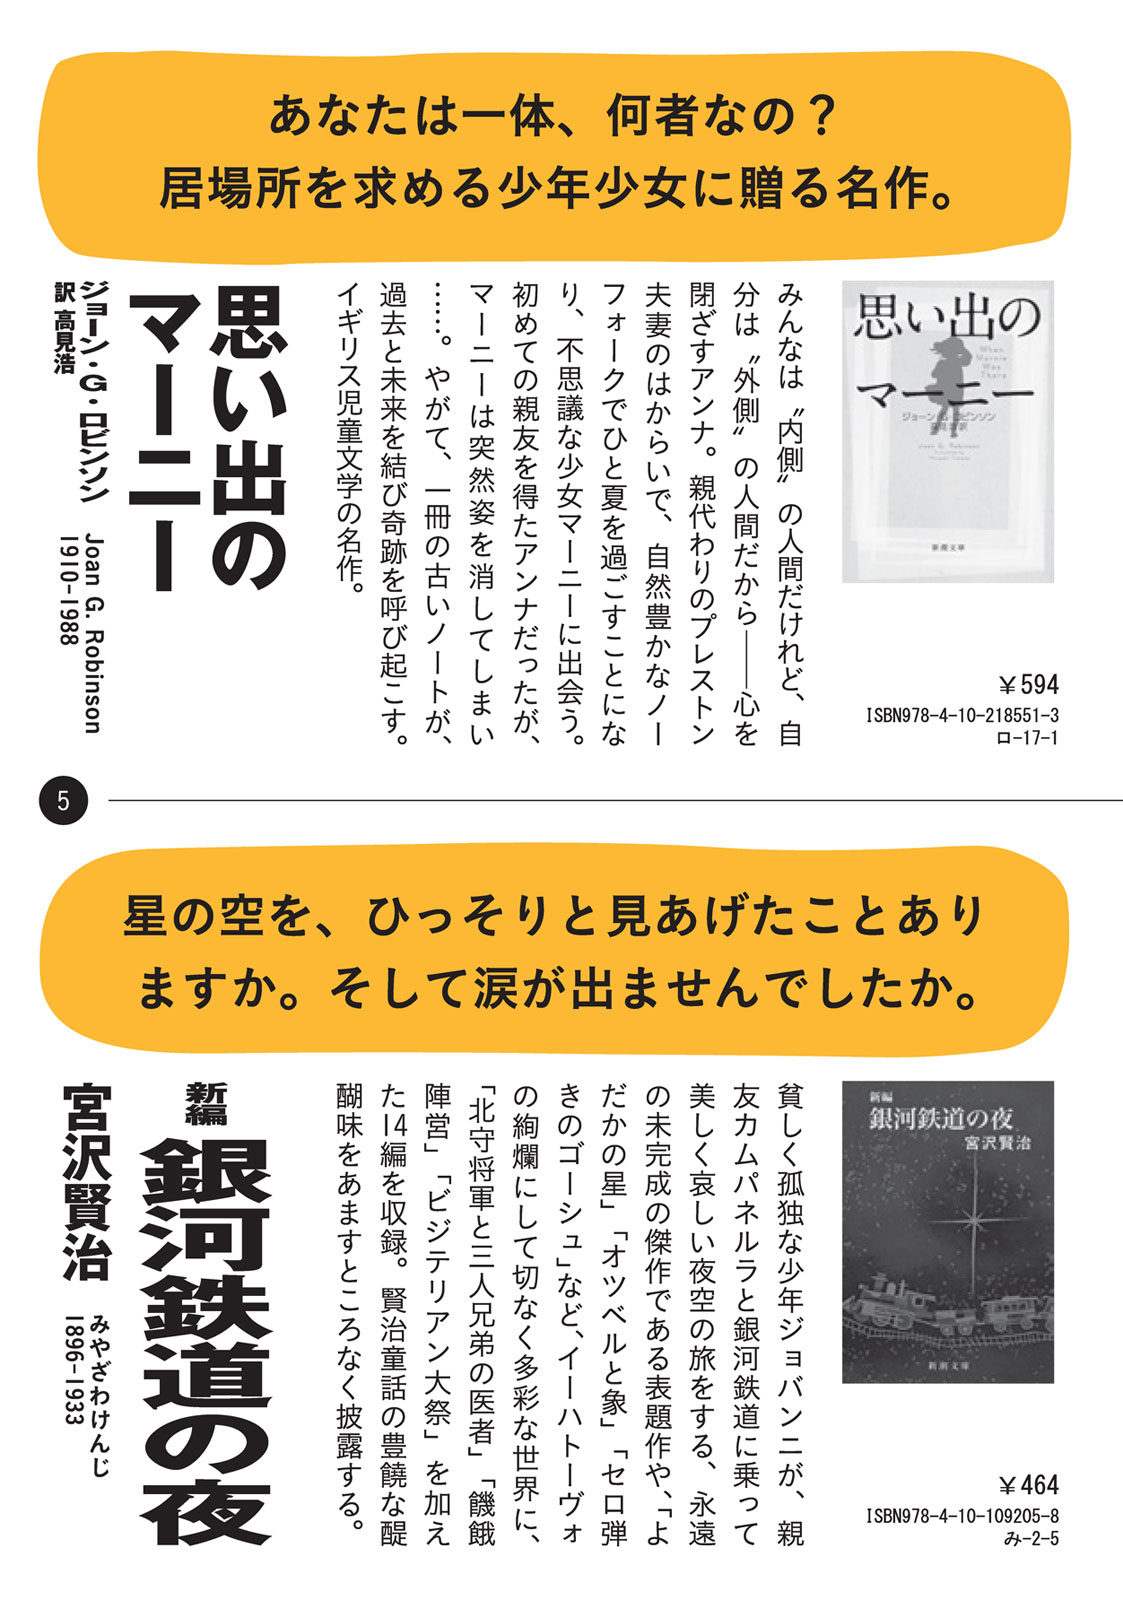 あなたは一体、何者なの？
居場所を求める少年少女に贈る名作。
思い出の
マーニー
When
Marnie
Was
There
ジョーン・G・ロビンソン
高見浩訳
Joan G. Robinson
新潮文庫
￥594
ISBN978-4-10-218551-3
ロ-17-1
みんなは〝内側〟の人間だけれど、自
分は〝外側〟の人間だから――心を
閉ざすアンナ。親代わりのプレストン
夫妻のはからいで、自然豊かなノー
フォークでひと夏を過ごすことにな
り、不思議な少女マーニーに出会う。
初めての親友を得たアンナだったが、
マーニーは突然姿を消してしまい
……。やがて、一冊の古いノートが、
過去と未来を結び奇跡を呼び起こす。
イギリス児童文学の名作。
思い出の
マーニー
ジョーン・G・ロビンソン Joan G. Robinson
訳 高見浩 1910-1988
5
星の空を、ひっそりと見あげたことあり
ますか。そして涙が出ませんでしたか。
新編
銀河鉄道の夜
宮沢賢治
新潮文庫
￥464
ISBN978-4-10-109205-8
み-2-5
貧しく孤独な少年ジョバンニが、親
友カムパネルラと銀河鉄道に乗って
美しく哀しい夜空の旅をする、永遠
の未完成の傑作である表題作や、「よ
だかの星」「オツベルと象」「セロ弾
きのゴーシュ」など、イーハトーヴォ
の絢爛にして切なく多彩な世界に、
「北守将軍と三人兄弟の医者」「饑餓
陣営」「ビジテリアン大祭」を加え
た14編を収録。賢治童話の豊饒な醍
醐味をあますところなく披露する。
新編 銀河鉄道の夜
宮沢賢治 みやざわけんじ
1896-1933